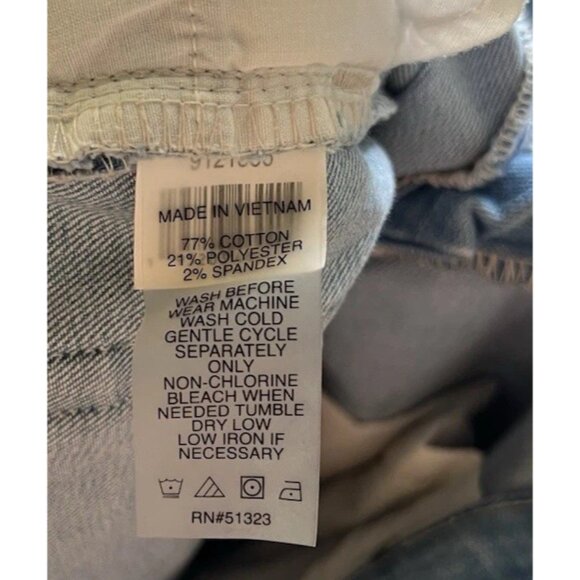 MADE IN VIETNAM
77% COTTON
21% POLYESTER
2% SPANDEX
WASH BEFORE
WEAR MACHINE
WASH COLD
GENTLE CYCLE
SEPARATELY
ONLY
NON-CHLORINE
BLEACH WHEN
NEEDED TUMBLE
DRY LOW
LOW IRON IF
NECESSARY
RN#51323